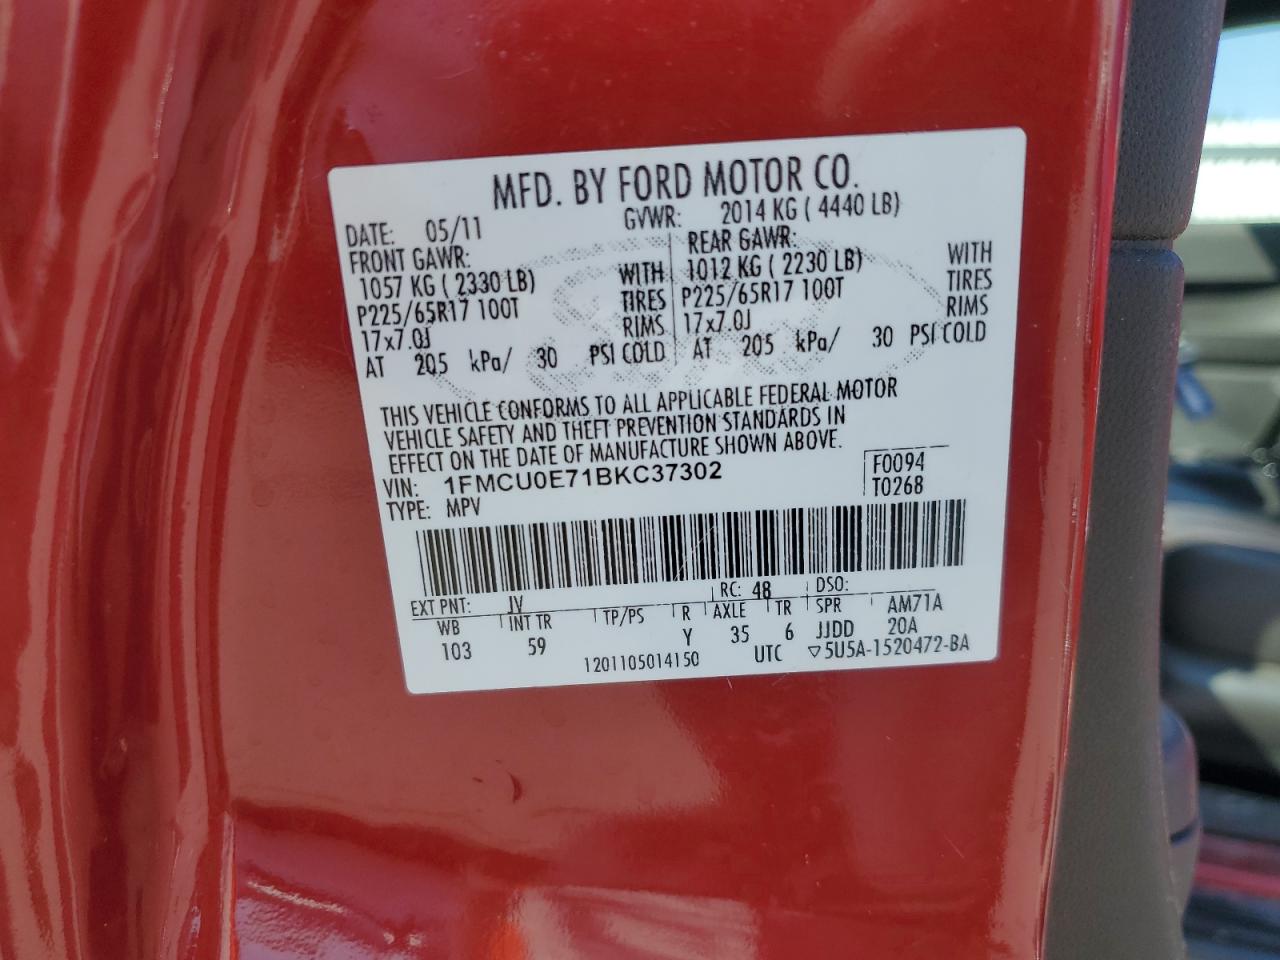 MFD. BY FORD MOTOR CO.
DATE: 05/11 GVWR: 2014 KG ( 4440 LB)
FRONT GAWR: REAR GAWR:
1057 KG ( 2330 LB) WITH 1012 KG ( 2230 LB) WITH
P225/65R17 100T TIRES P225/65R17 100T TIRES
17x7.0J RIMS 17x7.0J RIMS
AT 205 kPa/ 30 PSI COLD AT 205 kPa/ 30 PSI COLD
THIS VEHICLE CONFORMS TO ALL APPLICABLE FEDERAL MOTOR
VEHICLE SAFETY AND THEFT PREVENTION STANDARDS IN
EFFECT ON THE DATE OF MANUFACTURE SHOWN ABOVE.
VIN: 1FMCU0E71BKC37302 F0094
TYPE: MPV T0268
EXT PNT: JV RC: 48 DSO:
WB INT TR TP/PS R AXLE TR SPR AM71A
103 59 Y 35 6 JJDD 20A
1201105014150 UTC ▽5U5A-1520472-BA